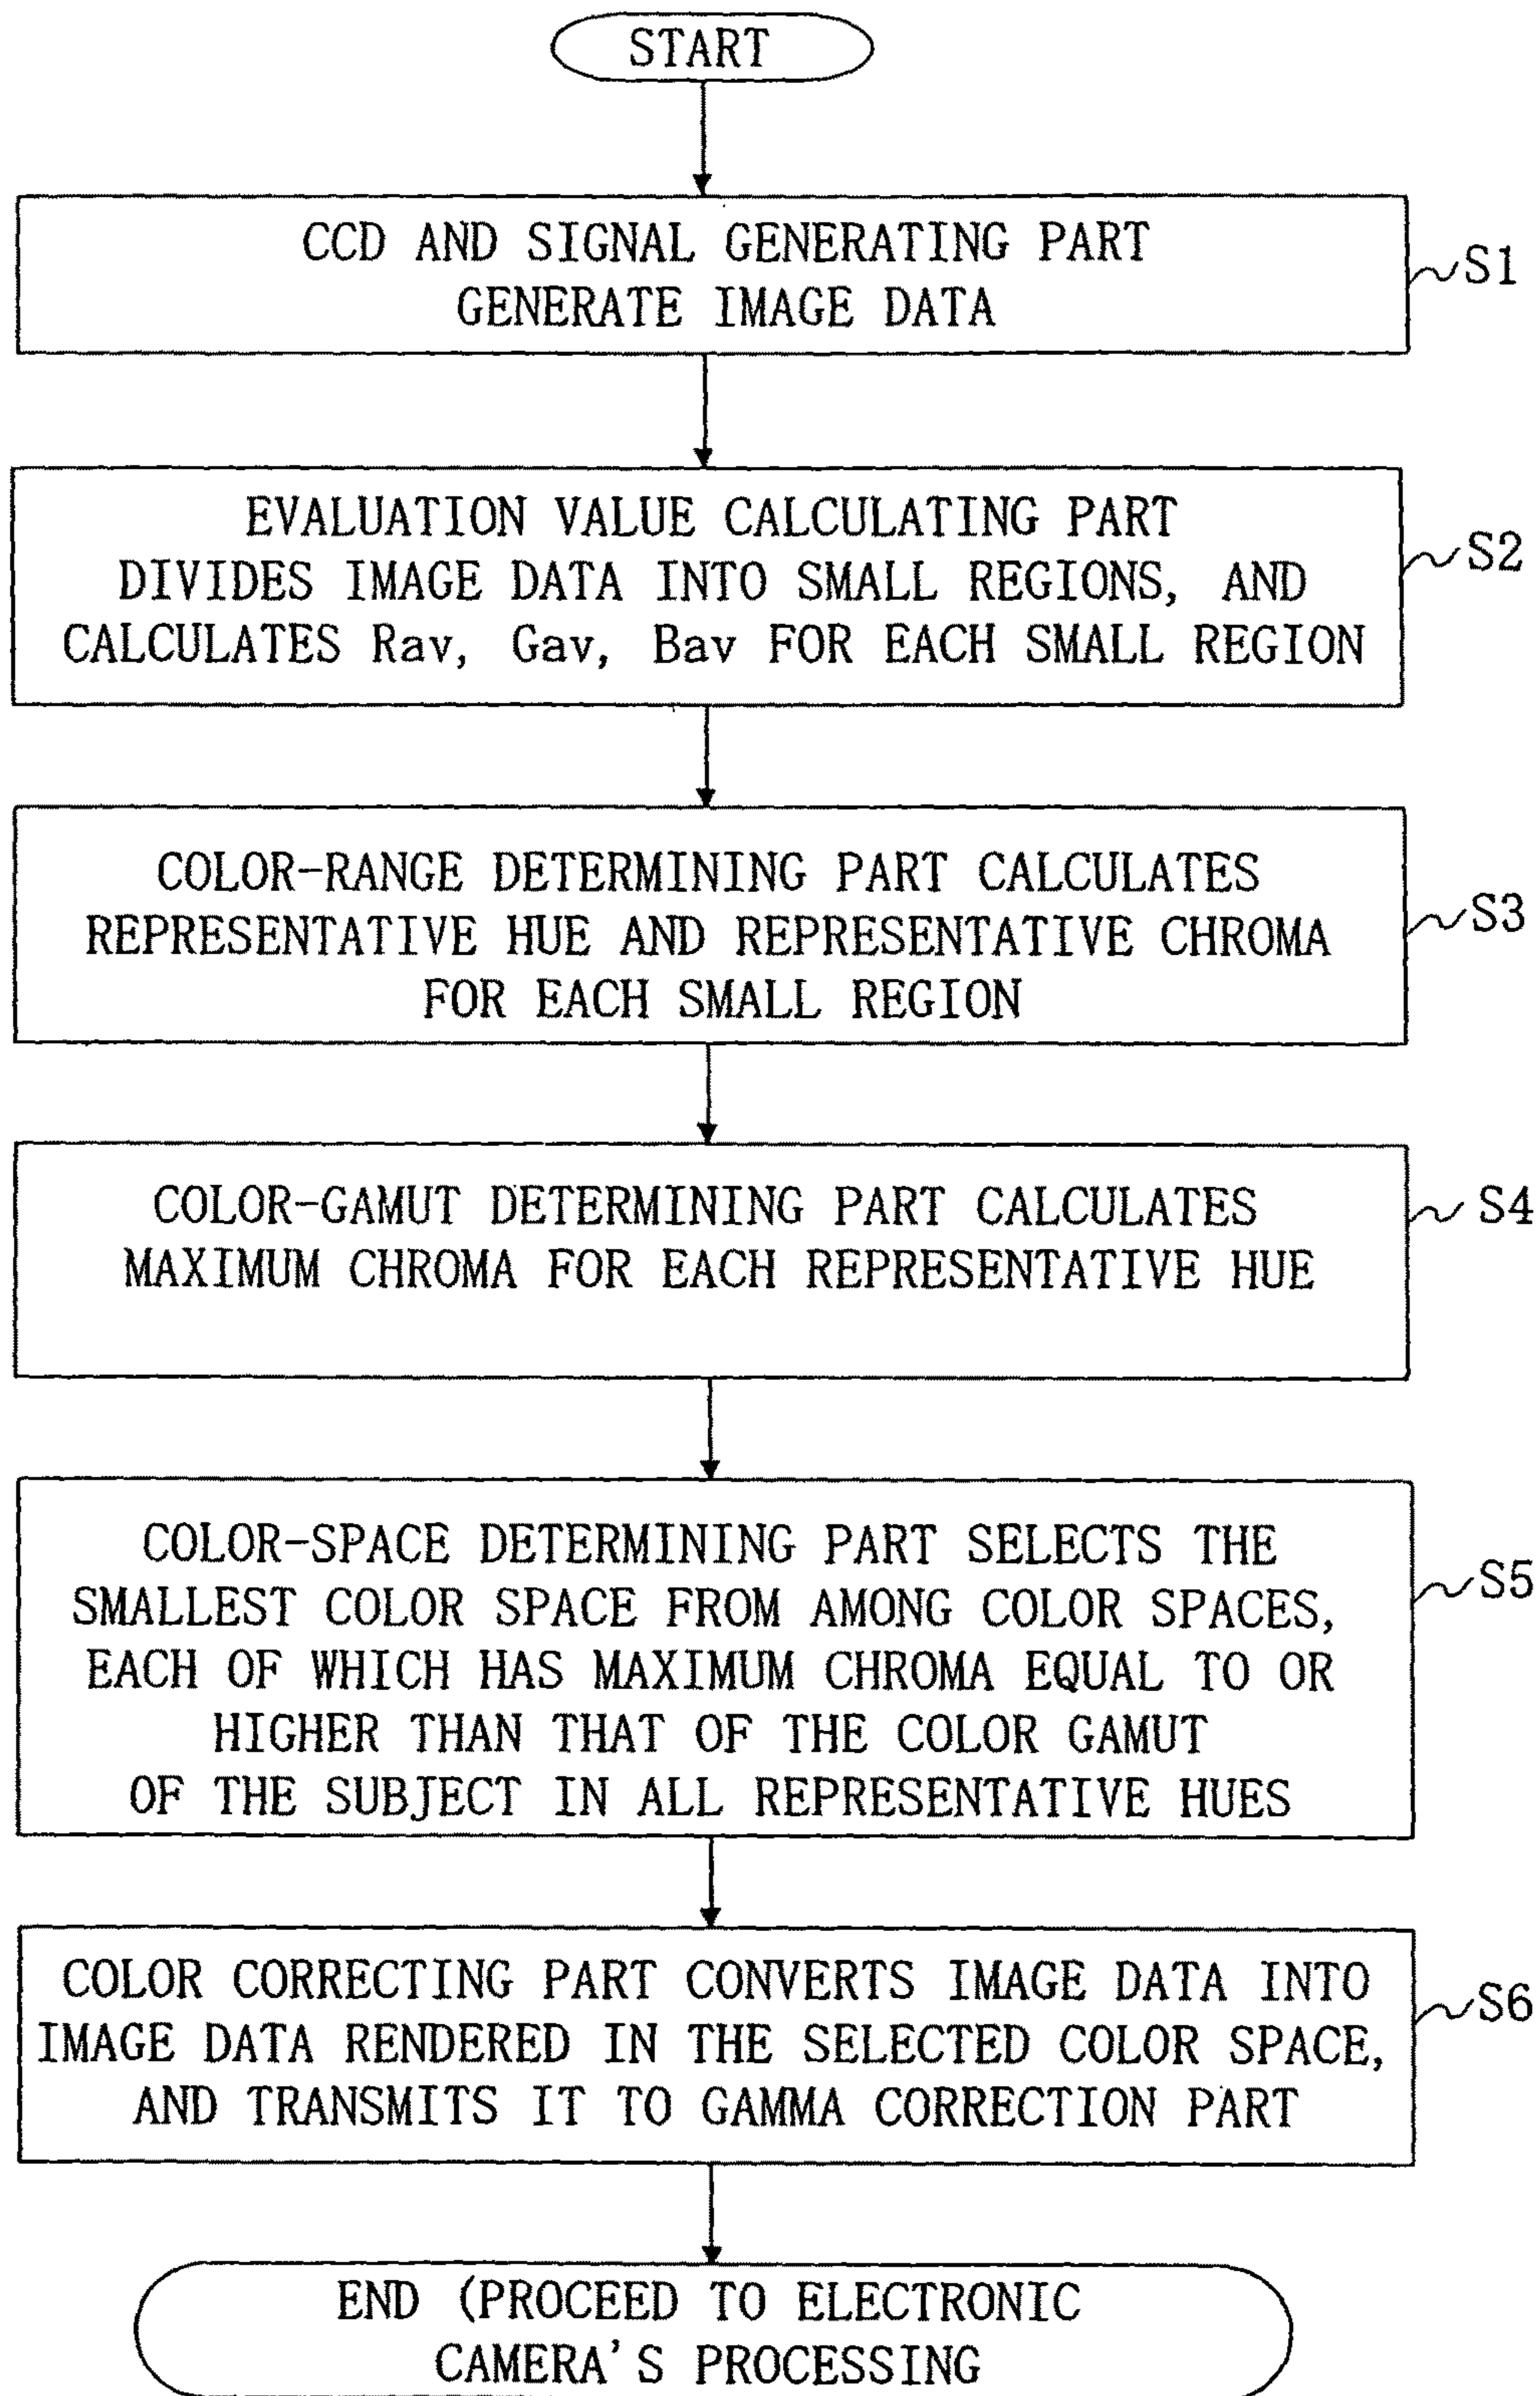 START
CCD AND SIGNAL GENERATING PART
GENERATE IMAGE DATA
S1
EVALUATION VALUE CALCULATING PART
DIVIDES IMAGE DATA INTO SMALL REGIONS, AND
CALCULATES Rav, Gav, Bav FOR EACH SMALL REGION
S2
COLOR-RANGE DETERMINING PART CALCULATES
REPRESENTATIVE HUE AND REPRESENTATIVE CHROMA
FOR EACH SMALL REGION
S3
COLOR-GAMUT DETERMINING PART CALCULATES
MAXIMUM CHROMA FOR EACH REPRESENTATIVE HUE
S4
COLOR-SPACE DETERMINING PART SELECTS THE
SMALLEST COLOR SPACE FROM AMONG COLOR SPACES,
EACH OF WHICH HAS MAXIMUM CHROMA EQUAL TO OR
HIGHER THAN THAT OF THE COLOR GAMUT
OF THE SUBJECT IN ALL REPRESENTATIVE HUES
S5
COLOR CORRECTING PART CONVERTS IMAGE DATA INTO
IMAGE DATA RENDERED IN THE SELECTED COLOR SPACE,
AND TRANSMITS IT TO GAMMA CORRECTION PART
S6
END (PROCEED TO ELECTRONIC
CAMERA'S PROCESSING